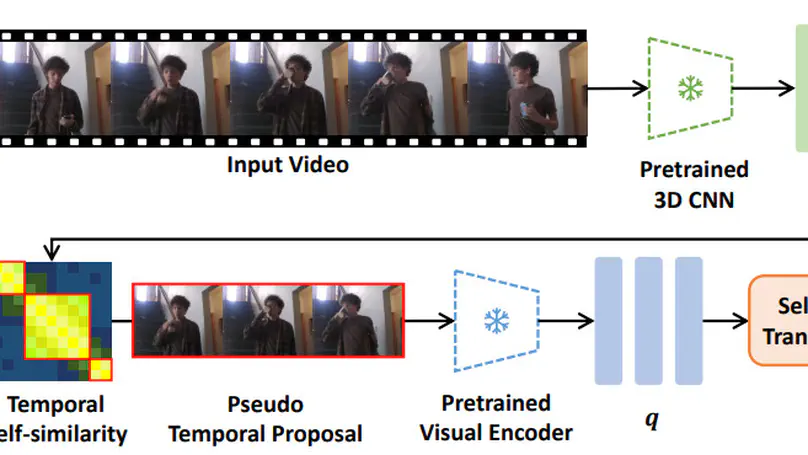 Input Video
Pretrained
3D CNN
Temporal
elf-similarity
Pseudo
Temporal Proposal
Pretrained
Visual Encoder
q
Sel
Tran